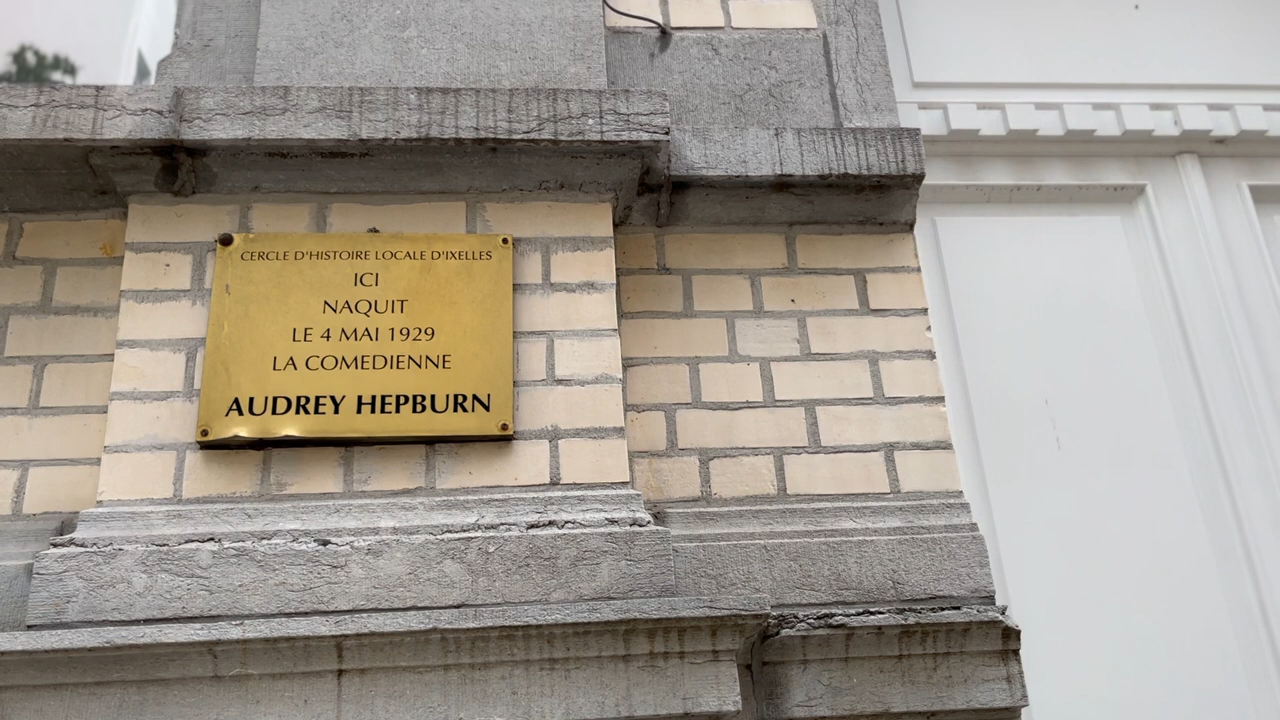 CERCLE D'HISTOIRE LOCALE D'IXELLES
ICI
NAQUIT
LE 4 MAI 1929
LA COMEDIENNE
AUDREY HEPBURN